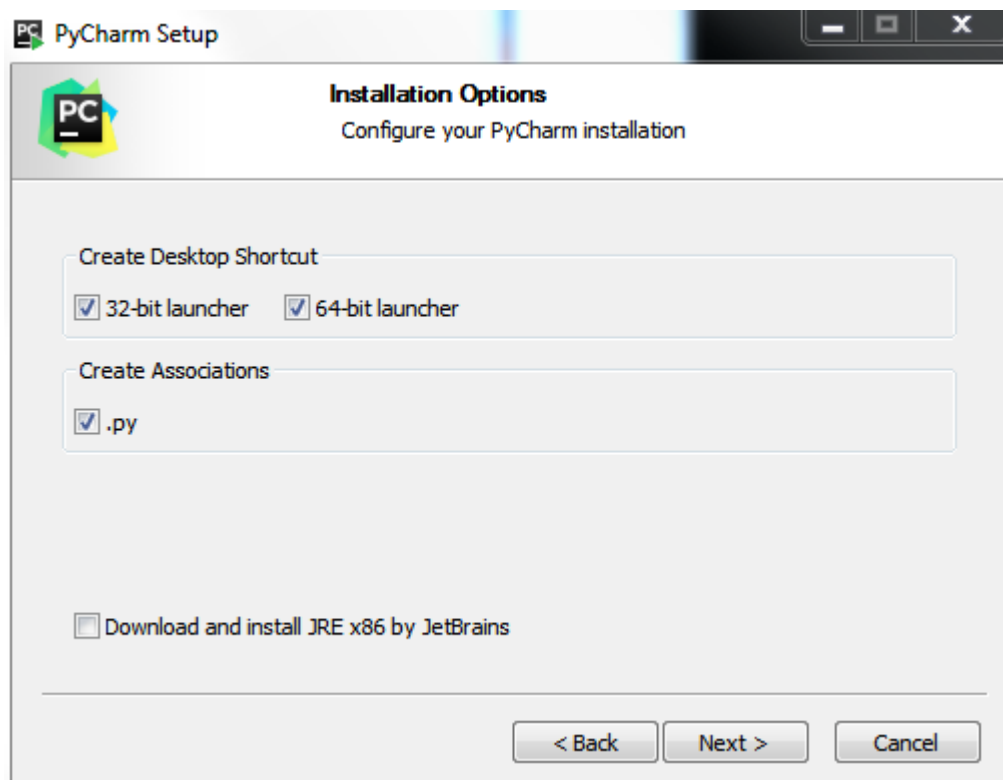 PC PyCharm Setup
PC
Installation Options
Configure your PyCharm installation
Create Desktop Shortcut
32-bit launcher 64-bit launcher
Create Associations
.py
Download and install JRE x86 by JetBrains
< Back Next > Cancel